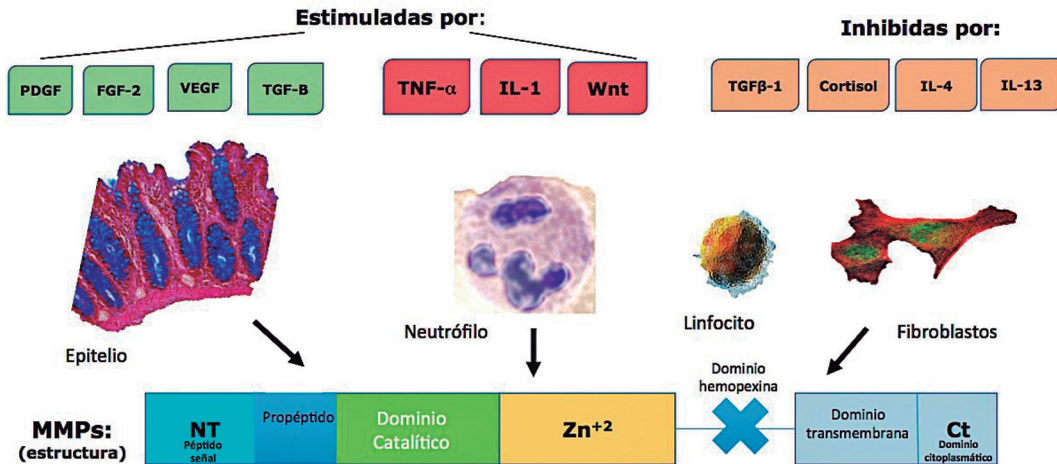 Estimuladas por:
Inhibidas por:
PDGF
FGF-2
VEGF
TGF-B
TNF-α
IL-1
Wnt
TGFβ-1
Cortisol
IL-4
IL-13
Epitelio
Neutrófilo
Linfocito
Fibroblastos
MMPs:
(estructura)
NT
Péptido
señal
Propéptido
Dominio
Catalítico
Zn+2
Dominio
hemopexina
Dominio
transmembrana
Ct
Dominio
citoplasmático